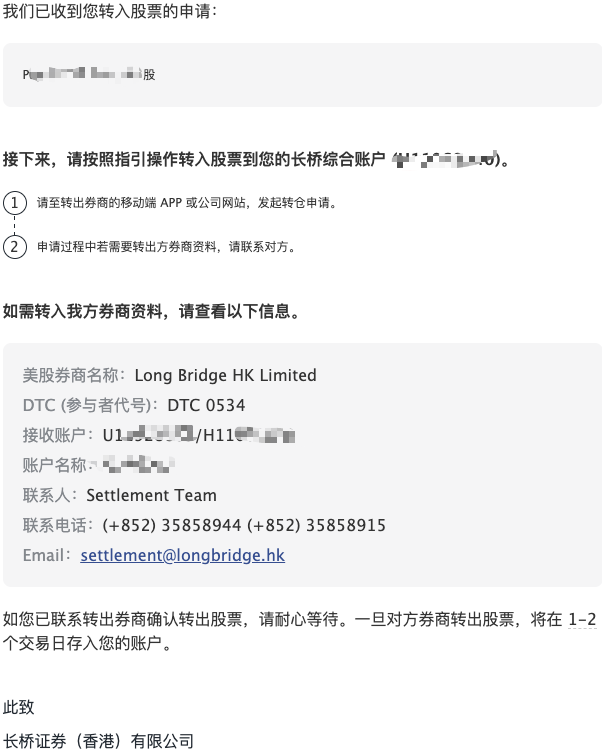 我们已收到您转入股票的申请：
股
接下来，请按照指引操作转入股票到您的长桥综合账户
1 请至转出券商的移动端 APP 或公司网站，发起转仓申请。
2 申请过程中若需要转出方券商资料，请联系对方。
如需转入我方券商资料，请查看以下信息。
美股券商名称：Long Bridge HK Limited
DTC (参与者代号)：DTC 0534
接收账户：
账户名称：
联系人：Settlement Team
联系电话：(+852) 35858944 (+852) 35858915
Email：settlement@longbridge.hk
如您已联系转出券商确认转出股票，请耐心等待。一旦对方券商转出股票，将在 1-2
个交易日存入您的账户。
此致
长桥证券（香港）有限公司